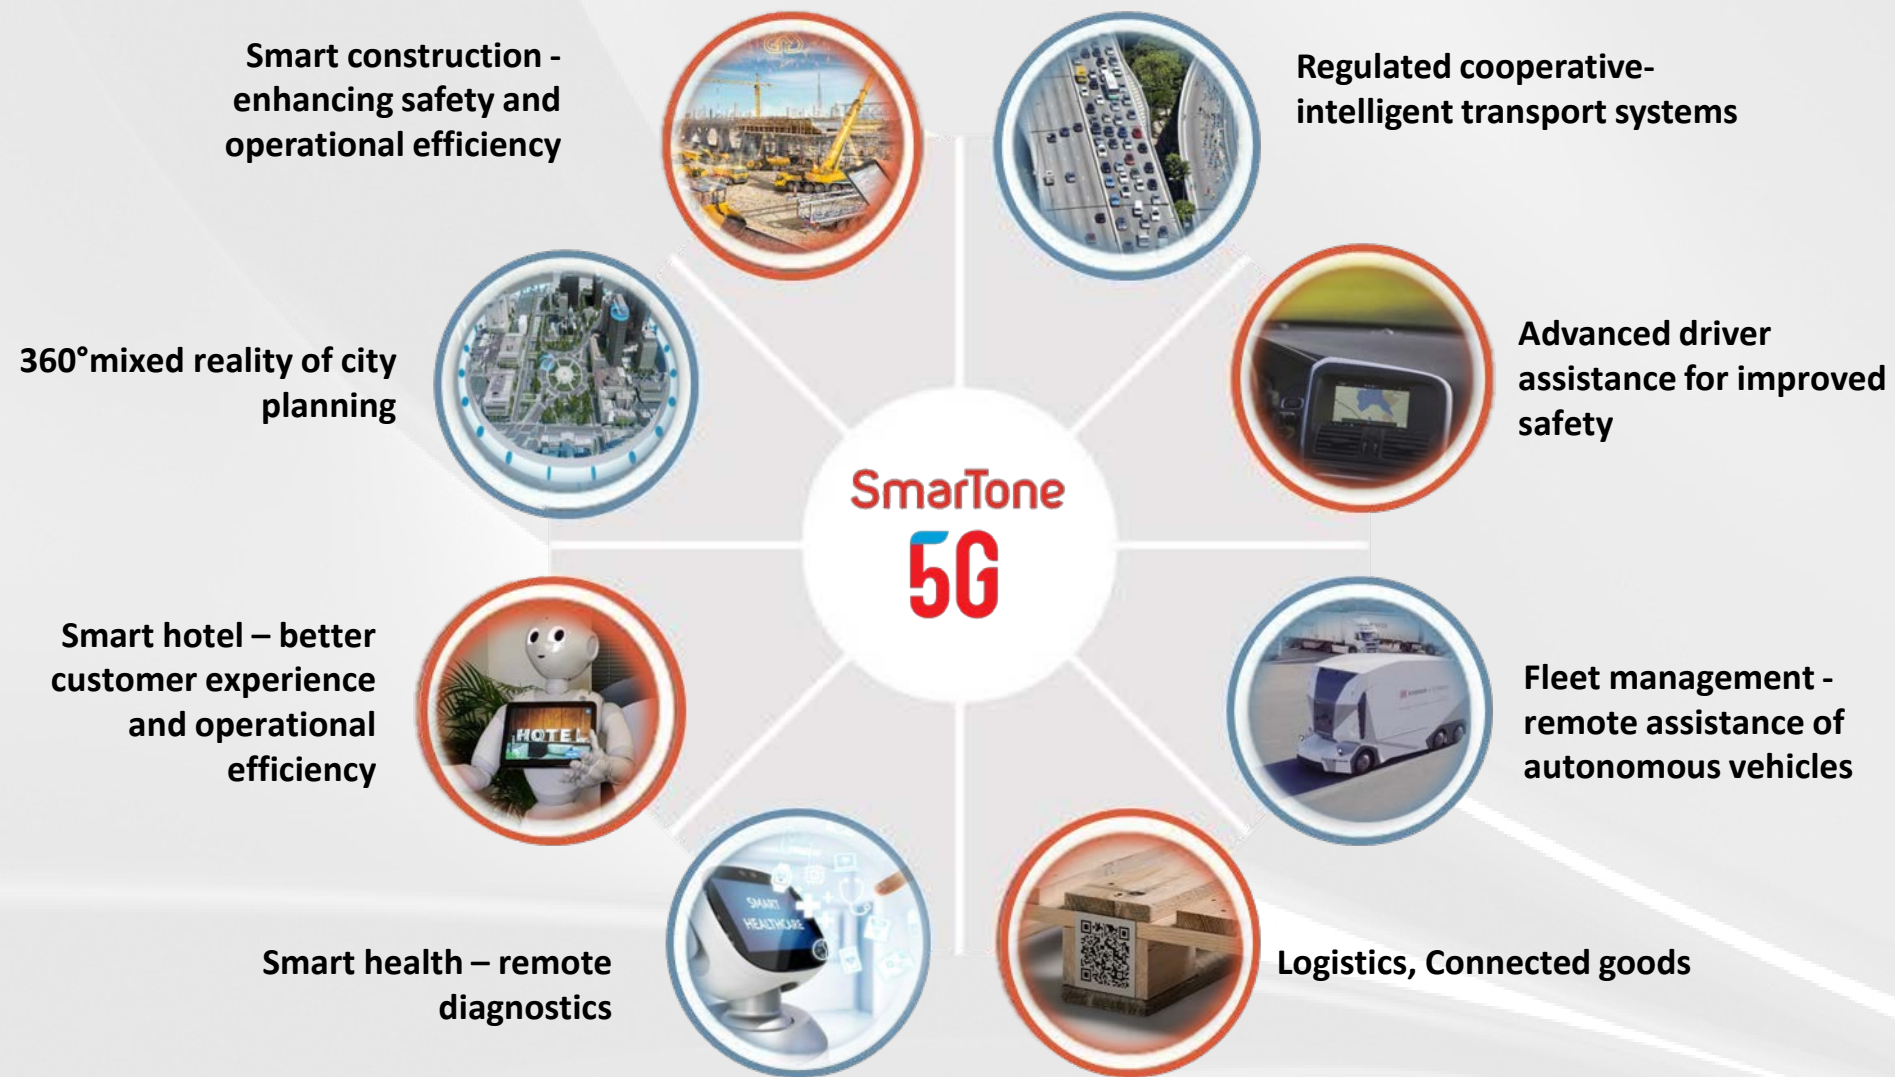 Smart construction -
enhancing safety and
operational efficiency
Regulated cooperative-
intelligent transport systems
360°mixed reality of city
planning
Advanced driver
assistance for improved
safety
SmarTone
5G
Smart hotel – better
customer experience
and operational
efficiency
HOTEL
Fleet management -
remote assistance of
autonomous vehicles
Smart health – remote
diagnostics
SMART
HEALTHCARE
Logistics, Connected goods